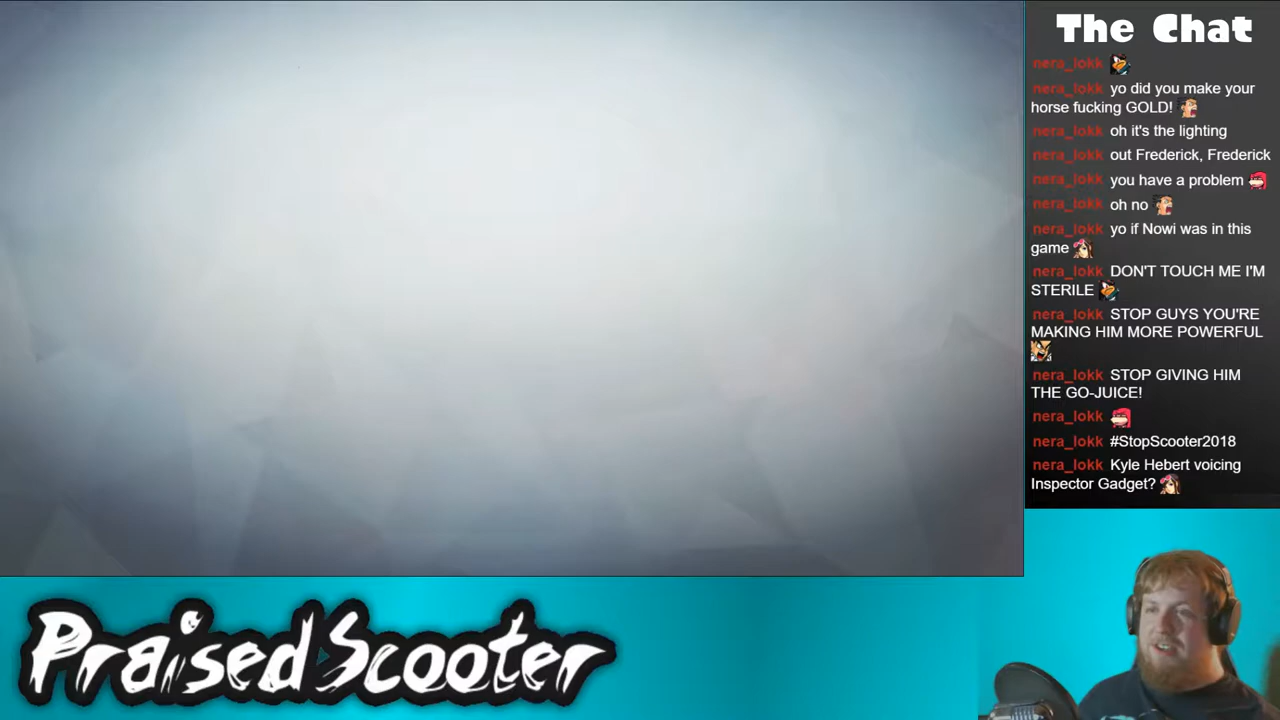 The Chat
nera_lokk
nera_lokk yo did you make your
horse fucking GOLD!
nera_lokk oh it's the lighting
nera_lokk out Frederick, Frederick
nera_lokk you have a problem
nera_lokk oh no
nera_lokk yo if Nowi was in this
game
nera_lokk DON'T TOUCH ME I'M
STERILE
nera_lokk STOP GUYS YOU'RE
MAKING HIM MORE POWERFUL
nera_lokk STOP GIVING HIM
THE GO-JUICE!
nera_lokk
nera_lokk #StopScooter2018
nera_lokk Kyle Hebert voicing
Inspector Gadget?
PraisedScooter